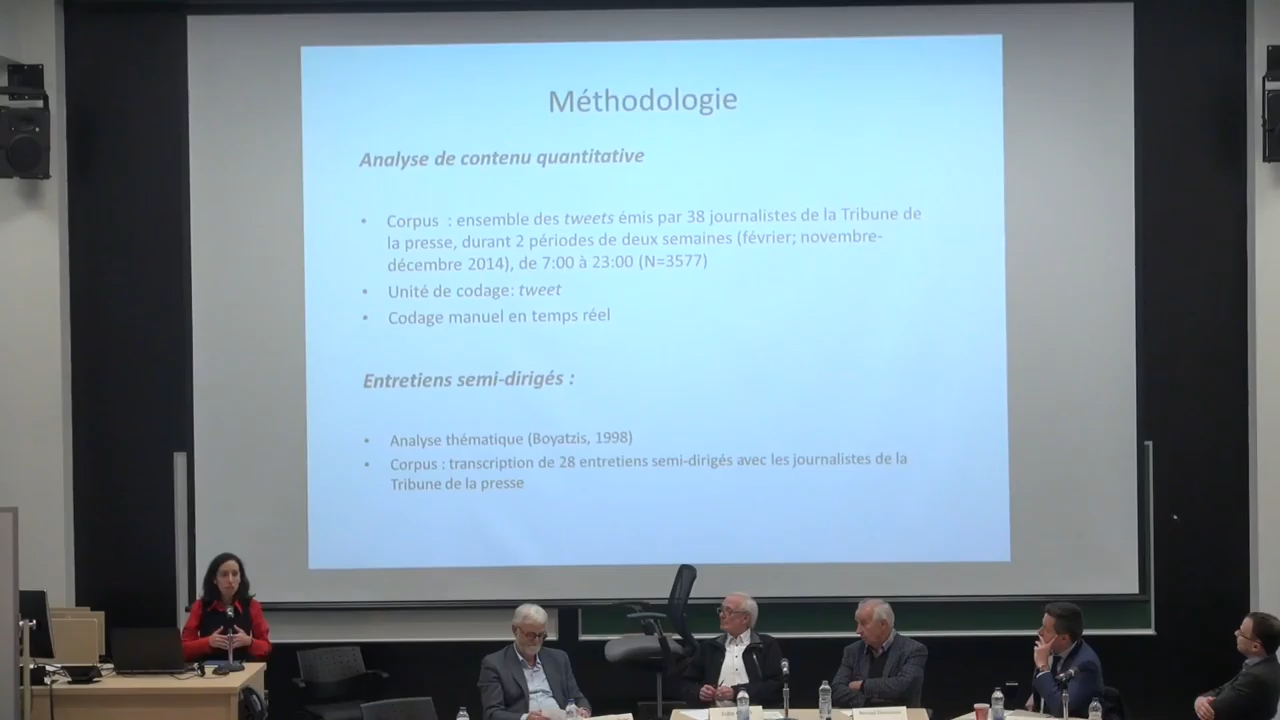 Méthodologie
Analyse de contenu quantitative
• Corpus : ensemble des tweets émis par 38 journalistes de la Tribune de
la presse, durant 2 périodes de deux semaines (février; novembre-
décembre 2014), de 7:00 à 23:00 (N=3577)
• Unité de codage: tweet
• Codage manuel en temps réel
Entretiens semi-dirigés :
• Analyse thématique (Boyatzis, 1998)
• Corpus : transcription de 28 entretiens semi-dirigés avec les journalistes de la
Tribune de la presse